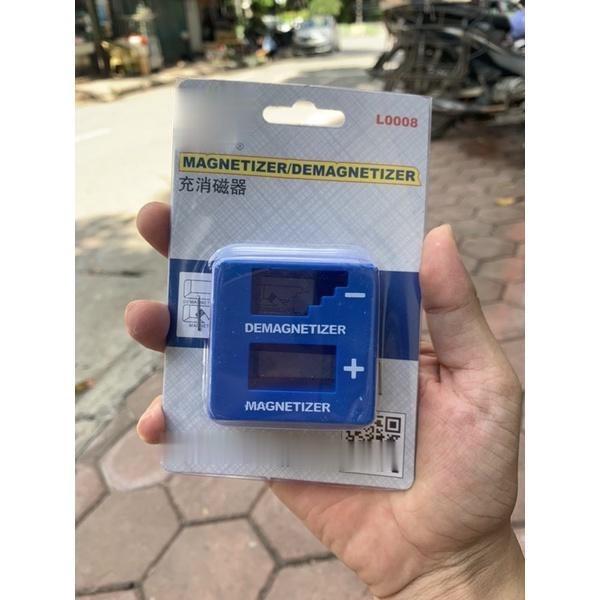 L0008
®
MAGNETIZER/DEMAGNETIZER
充消磁器
−
DEMAGNETIZER
+
MAGNETIZER